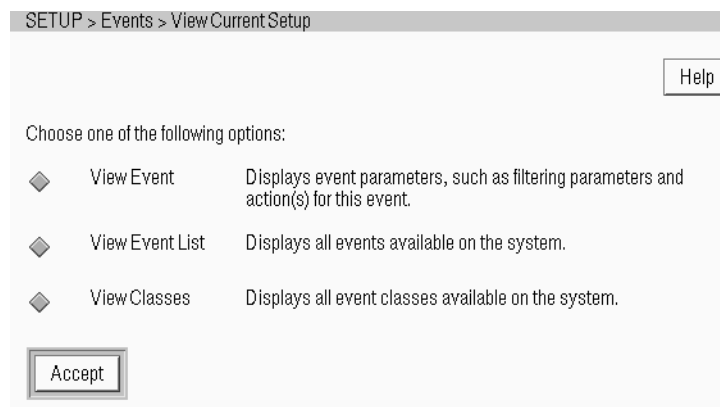 SETUP > Events > View Current Setup
Help
Choose one of the following options:
View Event
Displays event parameters, such as filtering parameters and
action(s) for this event.
View Event List
Displays all events available on the system.
View Classes
Displays all event classes available on the system.
Accept